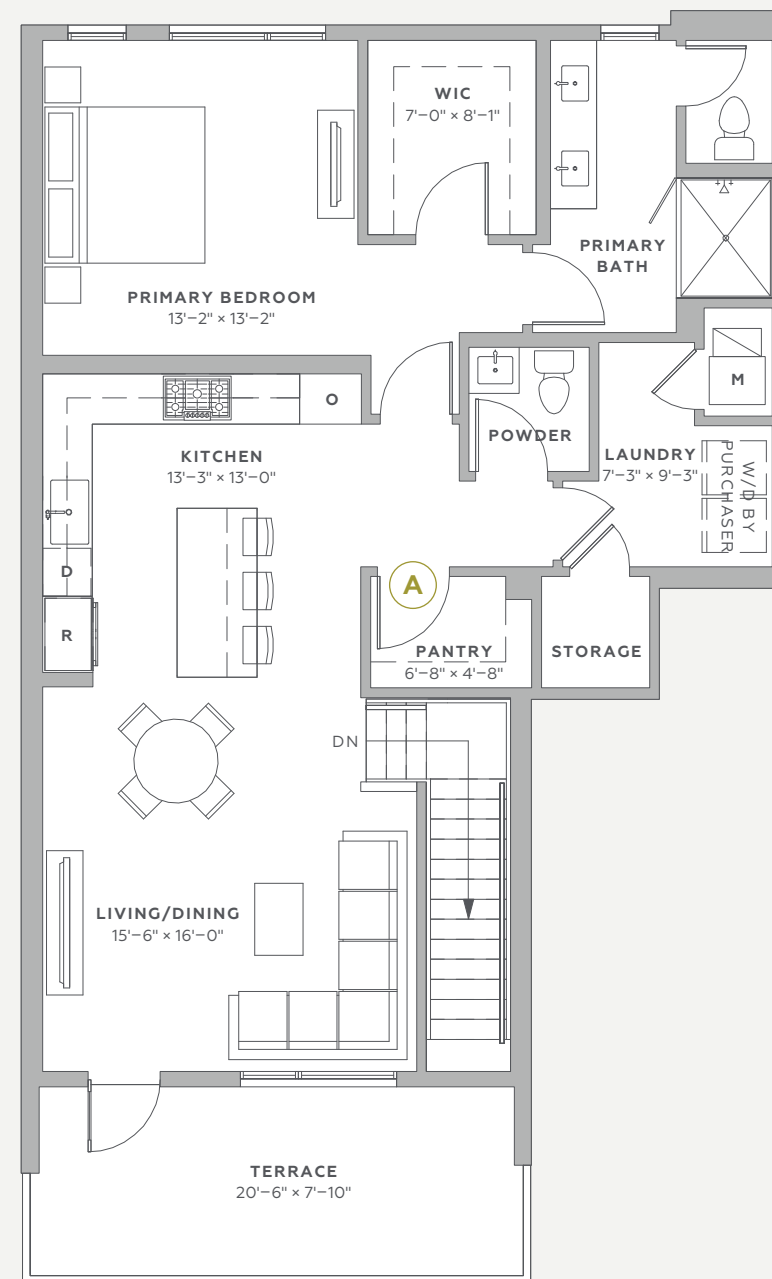 WIC
7'–0" × 8'–1"
PRIMARY
BATH
PRIMARY BEDROOM
13'–2" × 13'–2"
M
O
POWDER
KITCHEN
13'–3" × 13'–0"
LAUNDRY
7'–3" × 9'–3"
W/D BY
PURCHASER
D
A
R
PANTRY
6'–8" × 4'–8"
STORAGE
DN
LIVING/DINING
15'–6" × 16'–0"
TERRACE
20'–6" × 7'–10"